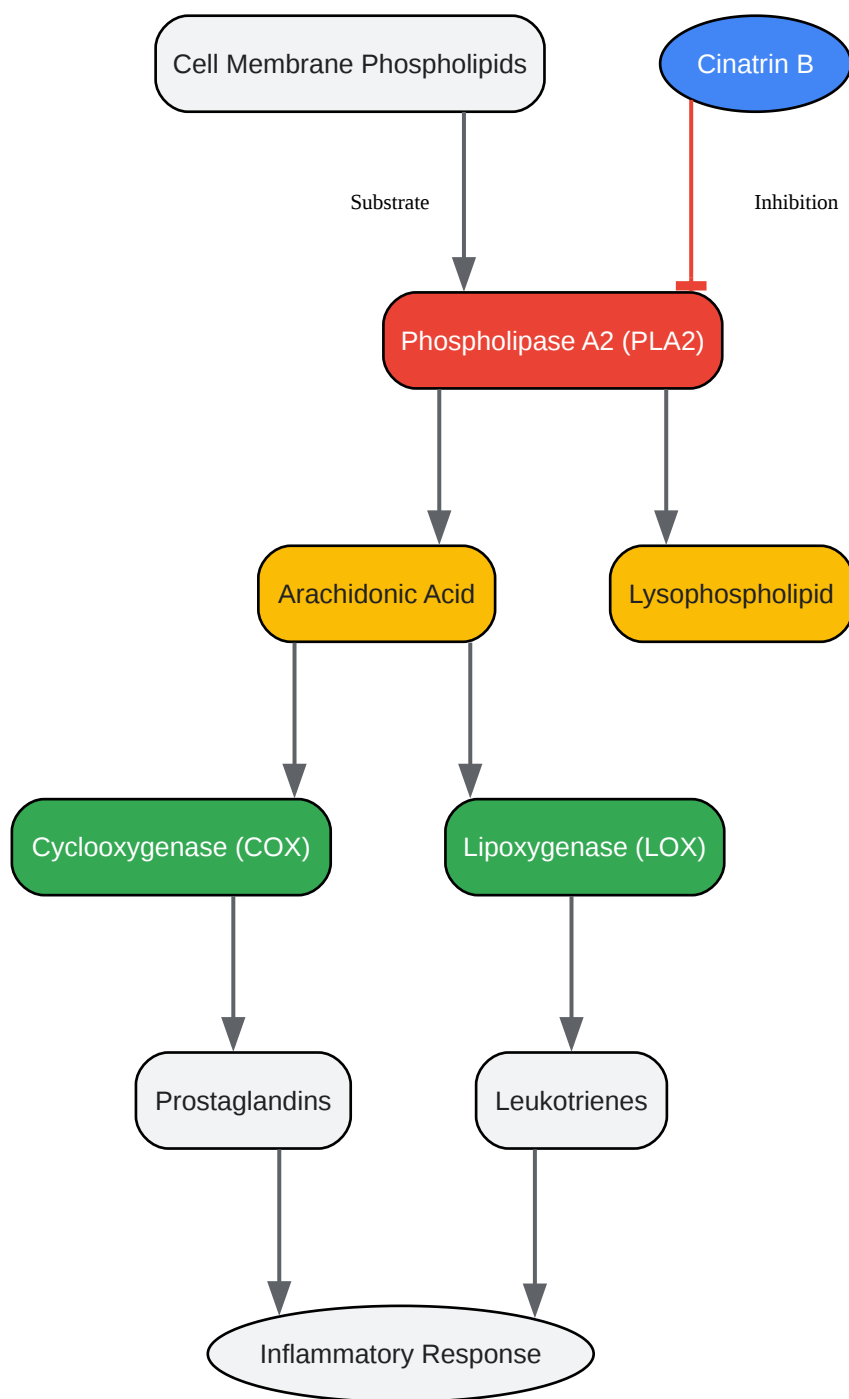 Cell Membrane Phospholipids
Cinatrin B
Substrate
Inhibition
Phospholipase A2 (PLA2)
Arachidonic Acid
Lysophospholipid
Cyclooxygenase (COX)
Lipoxygenase (LOX)
Prostaglandins
Leukotrienes
Inflammatory Response